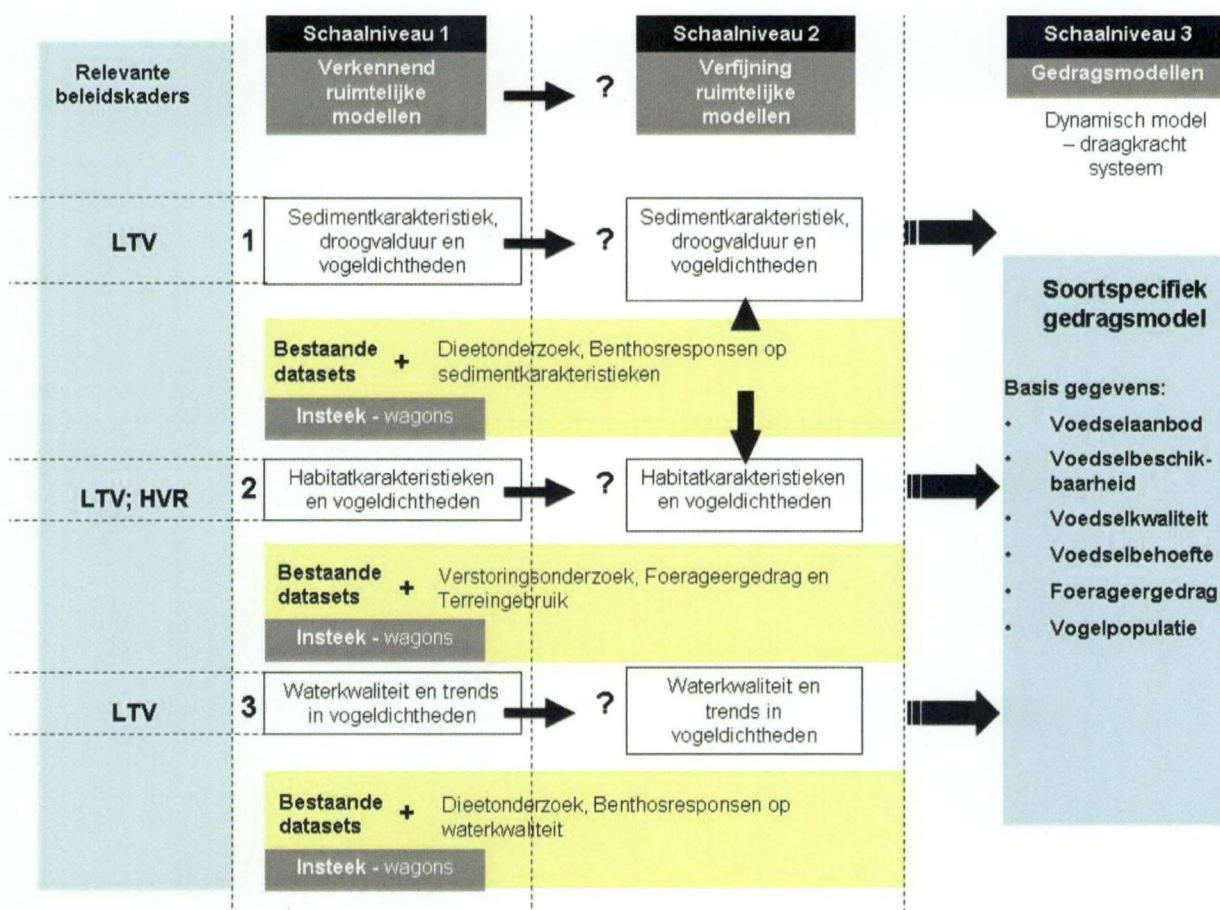 Relevante
beleidskaders
Schaalniveau 1
Verkennend
ruimtelijke
modellen
?
Schaalniveau 2
Verfijning
ruimtelijke
modellen
Schaalniveau 3
Gedragsmodellen
Dynamisch model
– draagkracht
systeem
LTV
1
Sedimentkarakteristiek,
droogvalduur en
vogeldichtheden
?
Sedimentkarakteristiek,
droogvalduur en
vogeldichtheden
Bestaande
datasets
+
Dieetonderzoek, Benthosresponsen op
sedimentkarakteristieken
Insteek - wagons
LTV; HVR
2
Habitatkarakteristieken
en vogeldichtheden
?
Habitatkarakteristieken
en vogeldichtheden
Bestaande
datasets
+
Verstoringsonderzoek, Foerageergedrag en
Terreingebruik
Insteek - wagons
LTV
3
Waterkwaliteit en trends
in vogeldichtheden
?
Waterkwaliteit en
trends in
vogeldichtheden
Bestaande
datasets
+
Dieetonderzoek, Benthosresponsen op
waterkwaliteit
Insteek - wagons
Soortspecifiek
gedragsmodel
Basis gegevens:
• Voedselaanbod
• Voedselbeschik-
baarheid
• Voedselkwaliteit
• Voedselbehoefte
• Foerageergedrag
• Vogelpopulatie